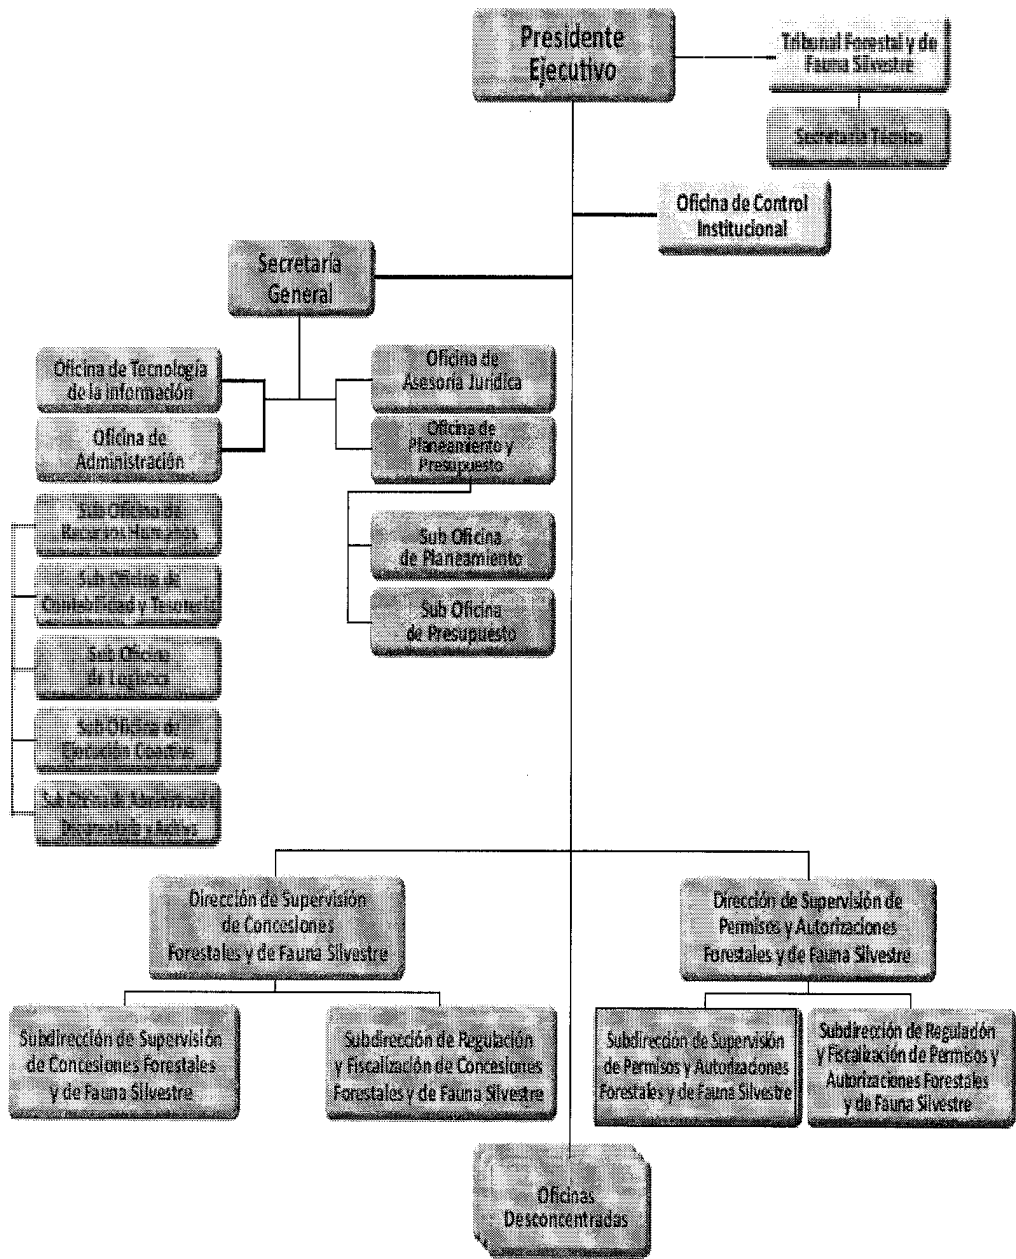 Presidente
Ejecutivo
Tribunal Forestal y de
Fauna Silvestre
Secretaría Técnica
Oficina de Control
Institucional
Secretaría
General
Oficina de Tecnología
de la Información
Oficina de
Asesoría Jurídica
Oficina de
Administración
Oficina de
Planeamiento y
Presupuesto
Sub Oficina de
Recursos Humanos
Sub Oficina
de Planeamiento
Sub Oficina de
Contabilidad y Tesorería
Sub Oficina
de Presupuesto
Sub Oficina
de Logística
Sub Oficina de
Ejecución Coactiva
Sub Oficina de Administración
Documentaria y Archivo
Dirección de Supervisión
de Concesiones
Forestales y de Fauna Silvestre
Dirección de Supervisión de
Permisos y Autorizaciones
Forestales y de Fauna Silvestre
Subdirección de Supervisión
de Concesiones Forestales
y de Fauna Silvestre
Subdirección de Regulación
y Fiscalización de Concesiones
Forestales y de Fauna Silvestre
Subdirección de Supervisión
de Permisos y Autorizaciones
Forestales y de Fauna Silvestre
Subdirección de Regulación
y Fiscalización de Permisos y
Autorizaciones Forestales
y de Fauna Silvestre
Oficinas
Desconcentradas